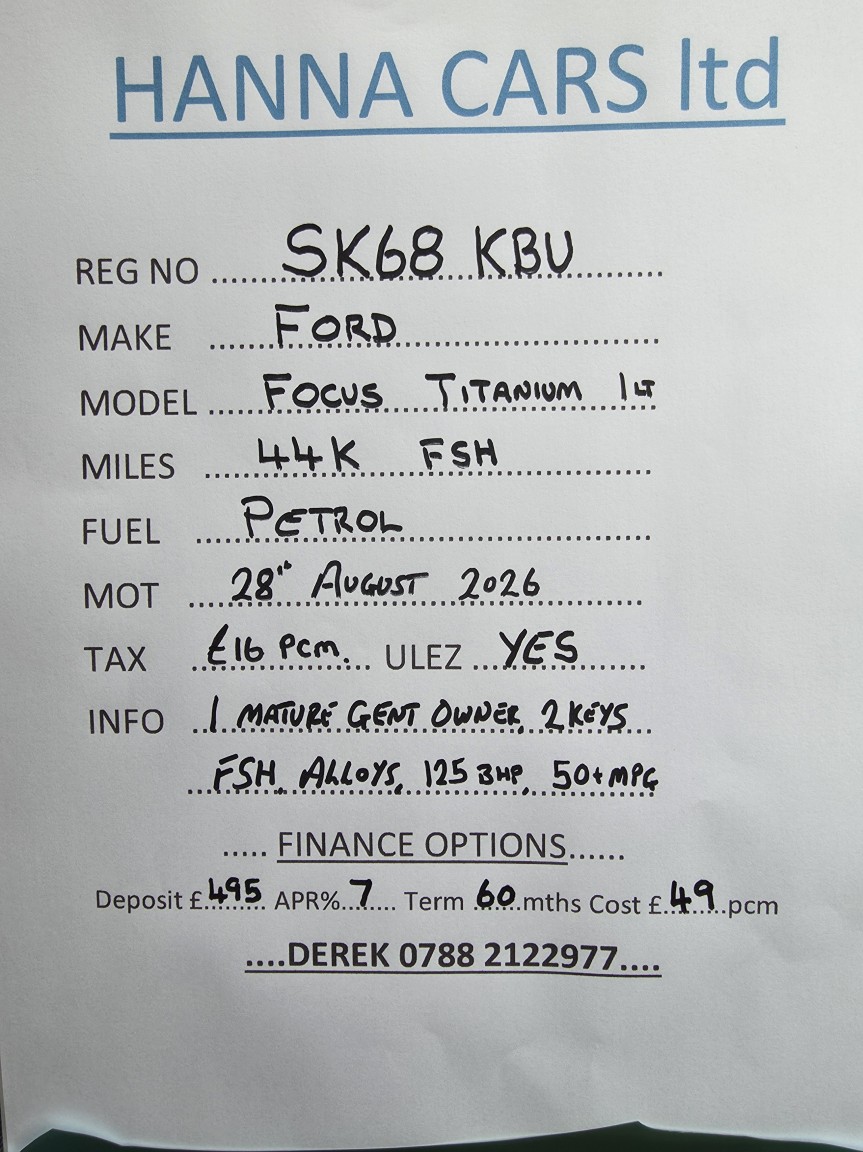 HANNA CARS ltd
REG NO ..... SK68 KBU .....
MAKE ..... FORD .....
MODEL ..... FOCUS TITANIUM 1LT
MILES ..... 44K FSH .....
FUEL ..... PETROL .....
MOT ..... 28th AUGUST 2026 .....
TAX ..... £16 PCM. ..... ULEZ ... YES .....
INFO ... 1 MATURE GENT OWNER, 2 KEYS ...
... FSH, ALLOYS, 125 BHP, 50+ MPG
..... FINANCE OPTIONS ......
Deposit £ 495 APR% 7 .... Term 60 mths Cost £ 49 pcm
....DEREK 0788 2122977....